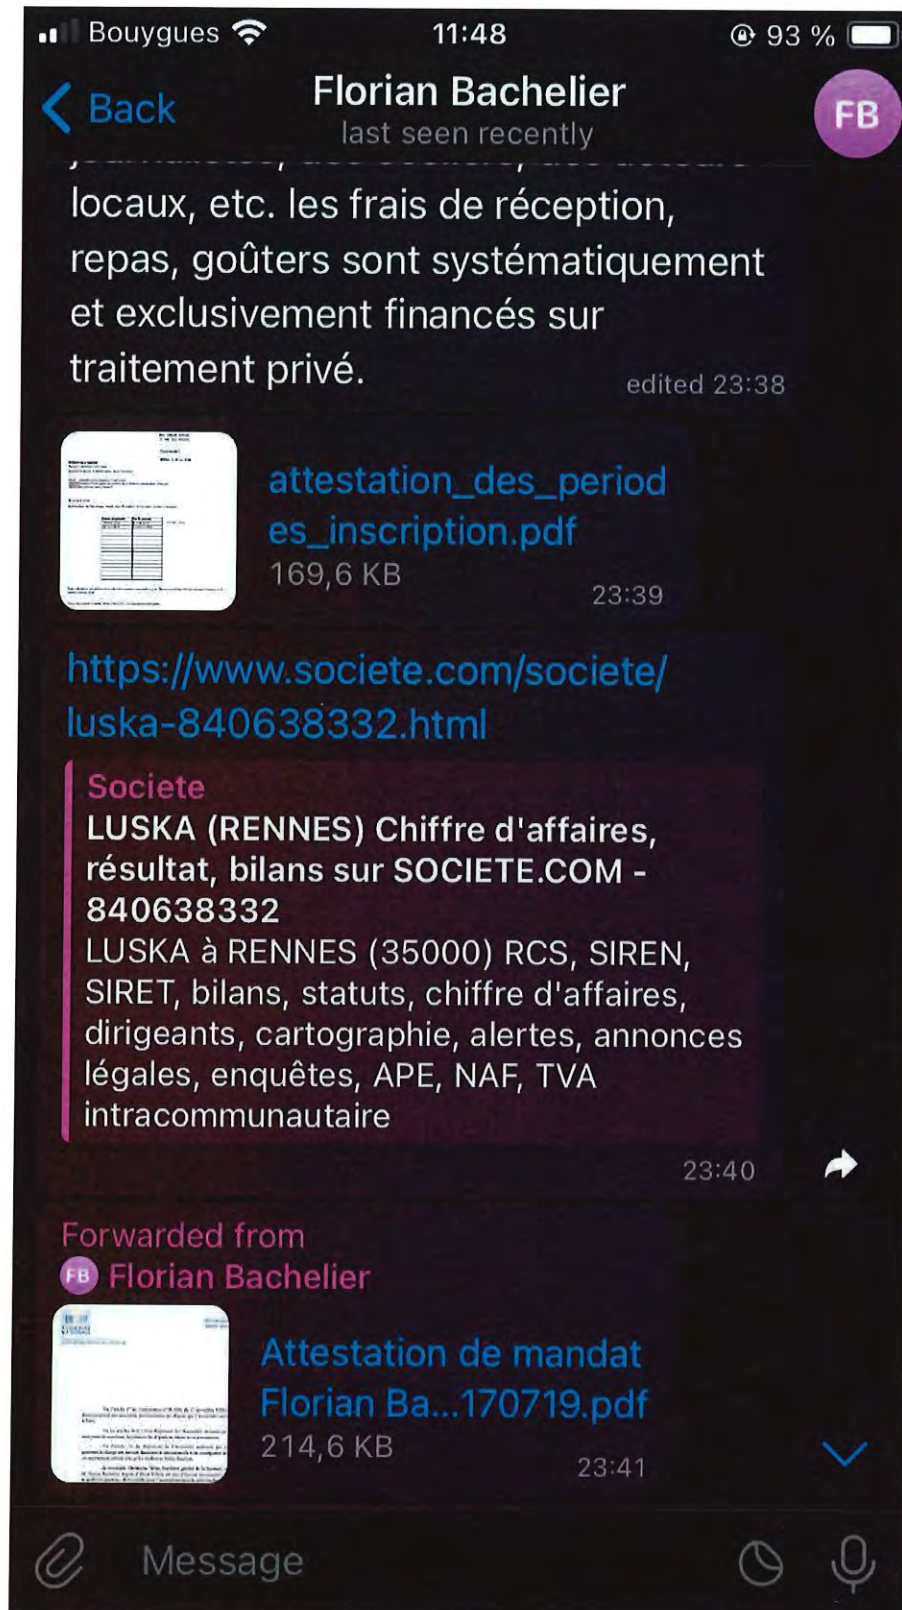 Bouygues 11:48 93 %
Back
Florian Bachelier
last seen recently
FB
locaux, etc. les frais de réception,
repas, goûters sont systématiquement
et exclusivement financés sur
traitement privé.
edited 23:38
attestation_des_period
es_inscription.pdf
169,6 KB
23:39
https://www.societe.com/societe/
luska-840638332.html
Societe
LUSKA (RENNES) Chiffre d'affaires,
résultat, bilans sur SOCIETE.COM -
840638332
LUSKA à RENNES (35000) RCS, SIREN,
SIRET, bilans, statuts, chiffre d'affaires,
dirigeants, cartographie, alertes, annonces
légales, enquêtes, APE, NAF, TVA
intracommunautaire
23:40
Forwarded from
FB Florian Bachelier
Attestation de mandat
Florian Ba...170719.pdf
214,6 KB
23:41
Message